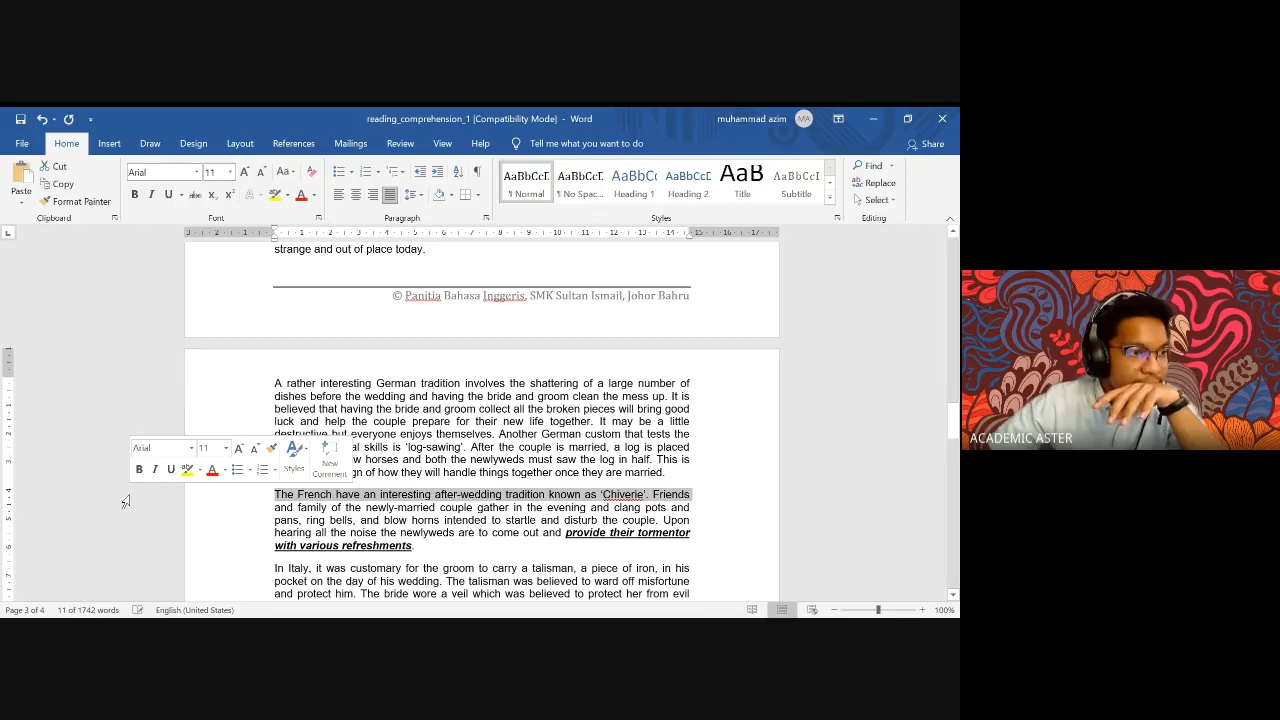 reading_comprehension_1 [Compatibility Mode] - Word
muhammad azim
MA
File
Home
Insert
Draw
Design
Layout
References
Mailings
Review
View
Help
Tell me what you want to do
Share
Paste
Cut
Copy
Format Painter
Clipboard
Arial
11
Font
Paragraph
AaBbCcI
¶ Normal
AaBbCcI
¶ No Spac...
AaBbCc
Heading 1
AaBbCcD
Heading 2
AaB
Title
AaBbCcD
Subtitle
Styles
Find
Replace
Select
Editing
strange and out of place today.
© Panitia Bahasa Inggeris, SMK Sultan Ismail, Johor Bahru
A rather interesting German tradition involves the shattering of a large number of
dishes before the wedding and having the bride and groom clean the mess up. It is
believed that having the bride and groom collect all the broken pieces will bring good
luck and help the couple prepare for their new life together. It may be a little
destructive but everyone enjoys themselves. Another German custom that tests the
al skills is 'log-sawing'. After the couple is married, a log is placed
w horses and both the newlyweds must saw the log in half. This is
ign of how they will handle things together once they are married.
Arial
11
Styles
New
Comment
The French have an interesting after-wedding tradition known as 'Chiverie'. Friends
and family of the newly-married couple gather in the evening and clang pots and
pans, ring bells, and blow horns intended to startle and disturb the couple. Upon
hearing all the noise the newlyweds are to come out and provide their tormentor
with various refreshments.
In Italy, it was customary for the groom to carry a talisman, a piece of iron, in his
pocket on the day of his wedding. The talisman was believed to ward off misfortune
and protect him. The bride wore a veil which was believed to protect her from evil
Page 3 of 4
11 of 1742 words
English (United States)
100%
ACADEMIC ASTER